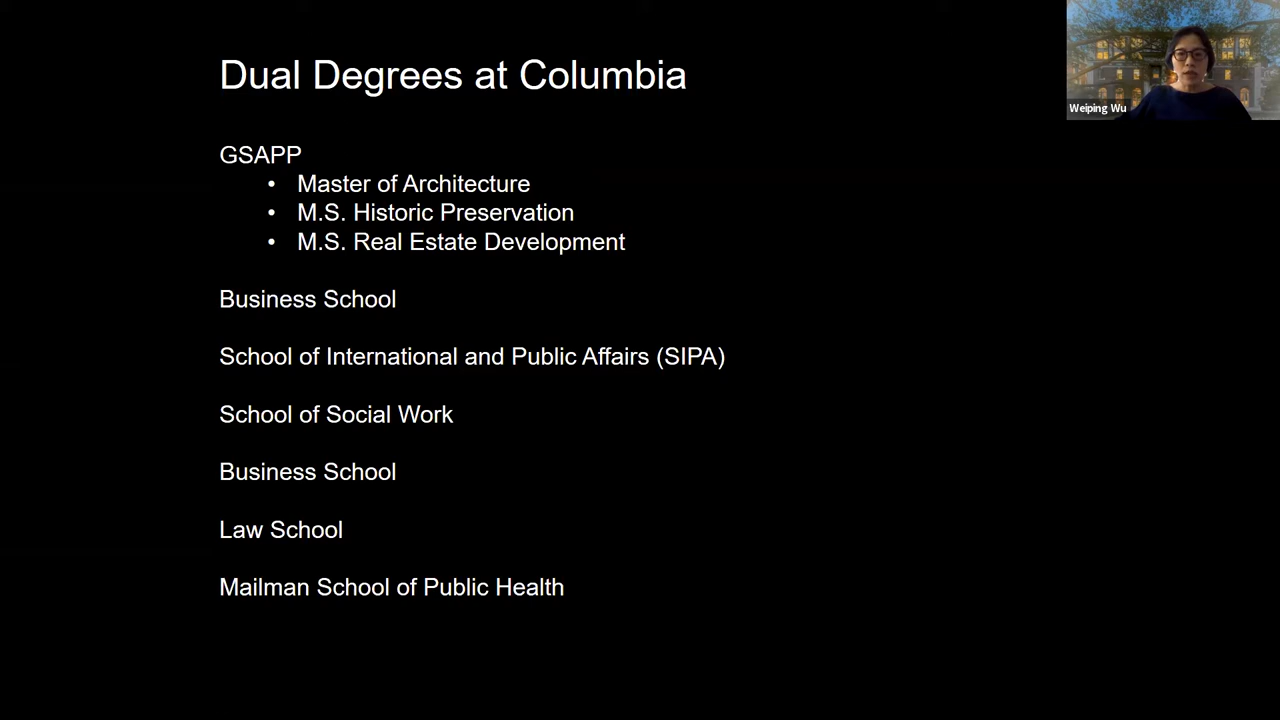 Dual Degrees at Columbia
Weiping Wu
GSAPP
• Master of Architecture
• M.S. Historic Preservation
• M.S. Real Estate Development
Business School
School of International and Public Affairs (SIPA)
School of Social Work
Business School
Law School
Mailman School of Public Health